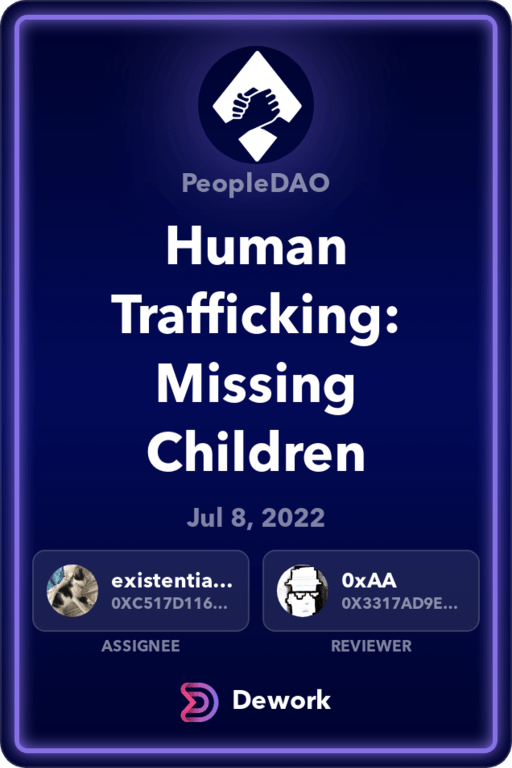 PeopleDAO
Human
Trafficking:
Missing
Children
Jul 8, 2022
existentia...
0XC517D116...
ASSIGNEE
0xAA
0X3317AD9E...
REVIEWER
Dework